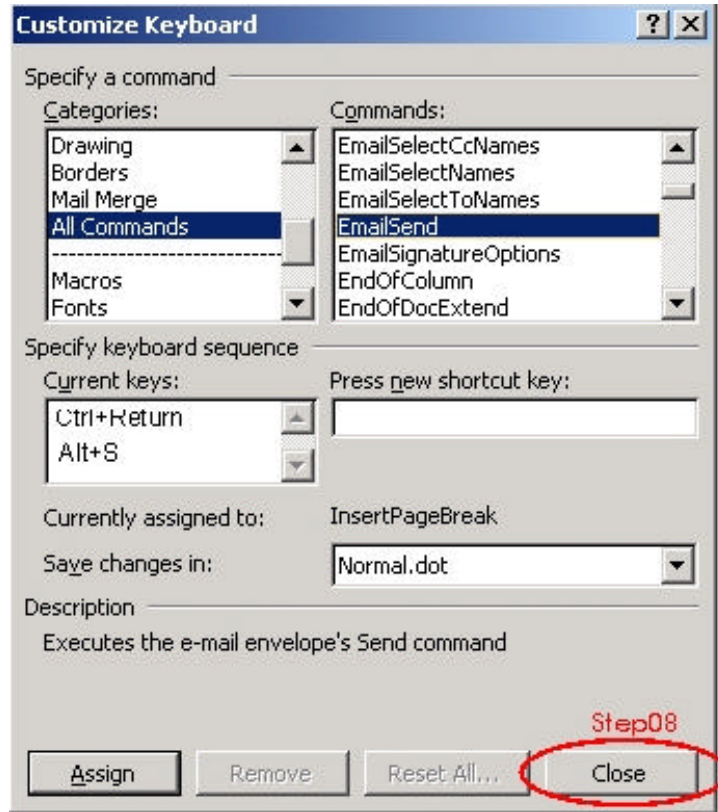 Customize Keyboard
Specify a command
Categories: Commands:
Drawing
Borders
Mail Merge
All Commands
Macros
Fonts
EmailSelectCcNames
EmailSelectNames
EmailSelectToNames
EmailSend
EmailSignatureOptions
EndOfColumn
EndOfDocExtend
Specify keyboard sequence
Current keys: Press new shortcut key:
Ctrl+Return
Alt+S
Currently assigned to: InsertPageBreak
Save changes in: Normal.dot
Description
Executes the e-mail envelope's Send command
Step08
Assign Remove Reset All... Close